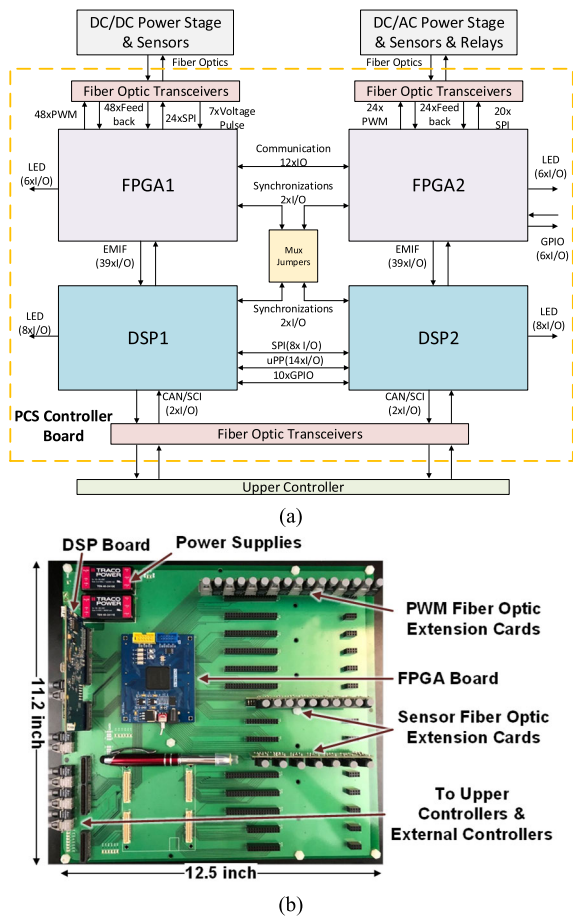 DC/DC Power Stage
& Sensors
DC/AC Power Stage
& Sensors & Relays
Fiber Optics
Fiber Optics
Fiber Optic Transceivers
Fiber Optic Transceivers
48xPWM
48xFeed
back
24xSPI
7xVoltage
Pulse
24x
PWM
24xFeed
back
20x
SPI
FPGA1
FPGA2
Communication
12xIO
Synchronizations
2xI/O
LED
(6xI/O)
LED
(6xI/O)
GPIO
(6xI/O)
Mux
Jumpers
EMIF
(39xI/O)
EMIF
(39xI/O)
Synchronizations
2xI/O
DSP1
DSP2
LED
(8xI/O)
LED
(8xI/O)
SPI(8x I/O)
uPP(14xI/O)
10xGPIO
CAN/SCI
(2xI/O)
CAN/SCI
(2xI/O)
PCS Controller
Board
Fiber Optic Transceivers
Upper Controller
(a)
DSP Board
Power Supplies
TRACO
POWER
TRACO
POWER
PWM Fiber Optic
Extension Cards
FPGA Board
Sensor Fiber Optic
Extension Cards
To Upper
Controllers &
External Controllers
11.2 inch
12.5 inch
(b)